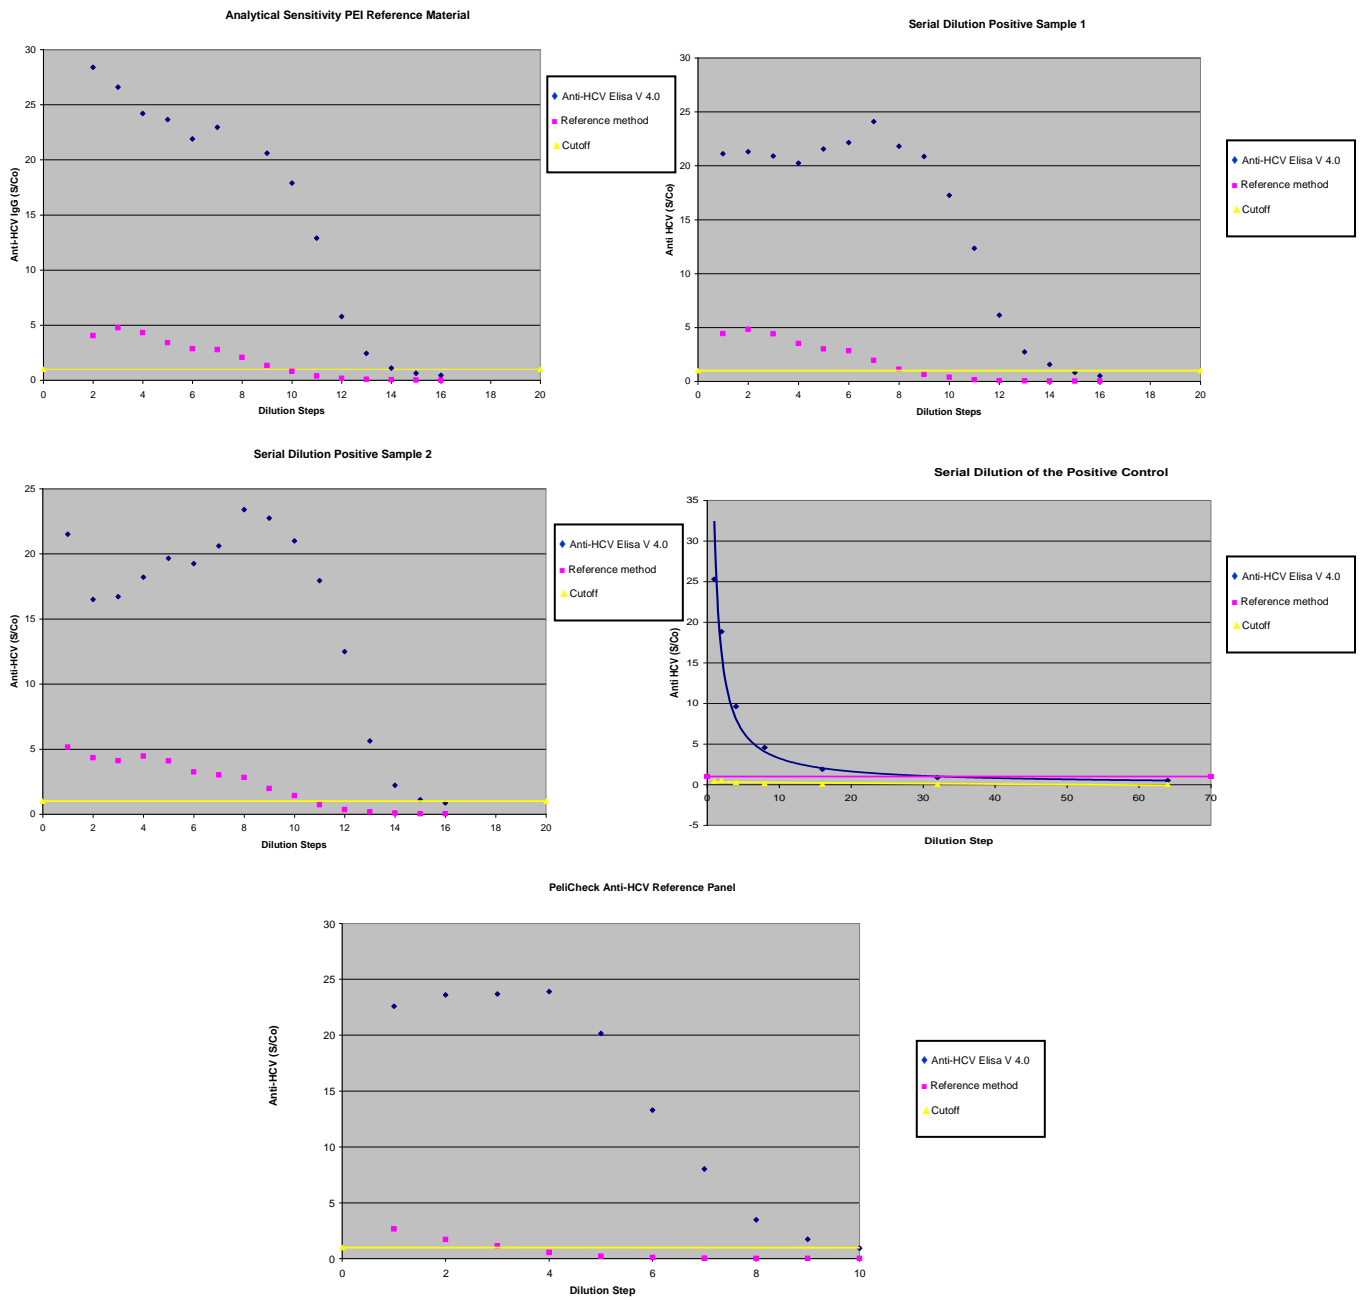 Analytical Sensitivity PEI Reference Material
30
25
20
15
10
5
0
Anti-HCV IgG (S/Co)
0 2 4 6 8 10 12 14 16 18 20
Dilution Steps
Anti-HCV Elisa V 4.0
Reference method
Cutoff
Serial Dilution Positive Sample 1
30
25
20
15
10
5
0
Anti HCV (S/Co)
0 2 4 6 8 10 12 14 16 18 20
Dilution Steps
Anti-HCV Elisa V 4.0
Reference method
Cutoff
Serial Dilution Positive Sample 2
25
20
15
10
5
0
Anti-HCV (S/Co)
0 2 4 6 8 10 12 14 16 18 20
Dilution Steps
Anti-HCV Elisa V 4.0
Reference method
Cutoff
Serial Dilution of the Positive Control
35
30
25
20
15
10
5
0
-5
Anti HCV (S/Co)
0 10 20 30 40 50 60 70
Dilution Step
Anti-HCV Elisa V 4.0
Reference method
Cutoff
PeliCheck Anti-HCV Reference Panel
30
25
20
15
10
5
0
Anti-HCV (S/Co)
0 2 4 6 8 10
Dilution Step
Anti-HCV Elisa V 4.0
Reference method
Cutoff